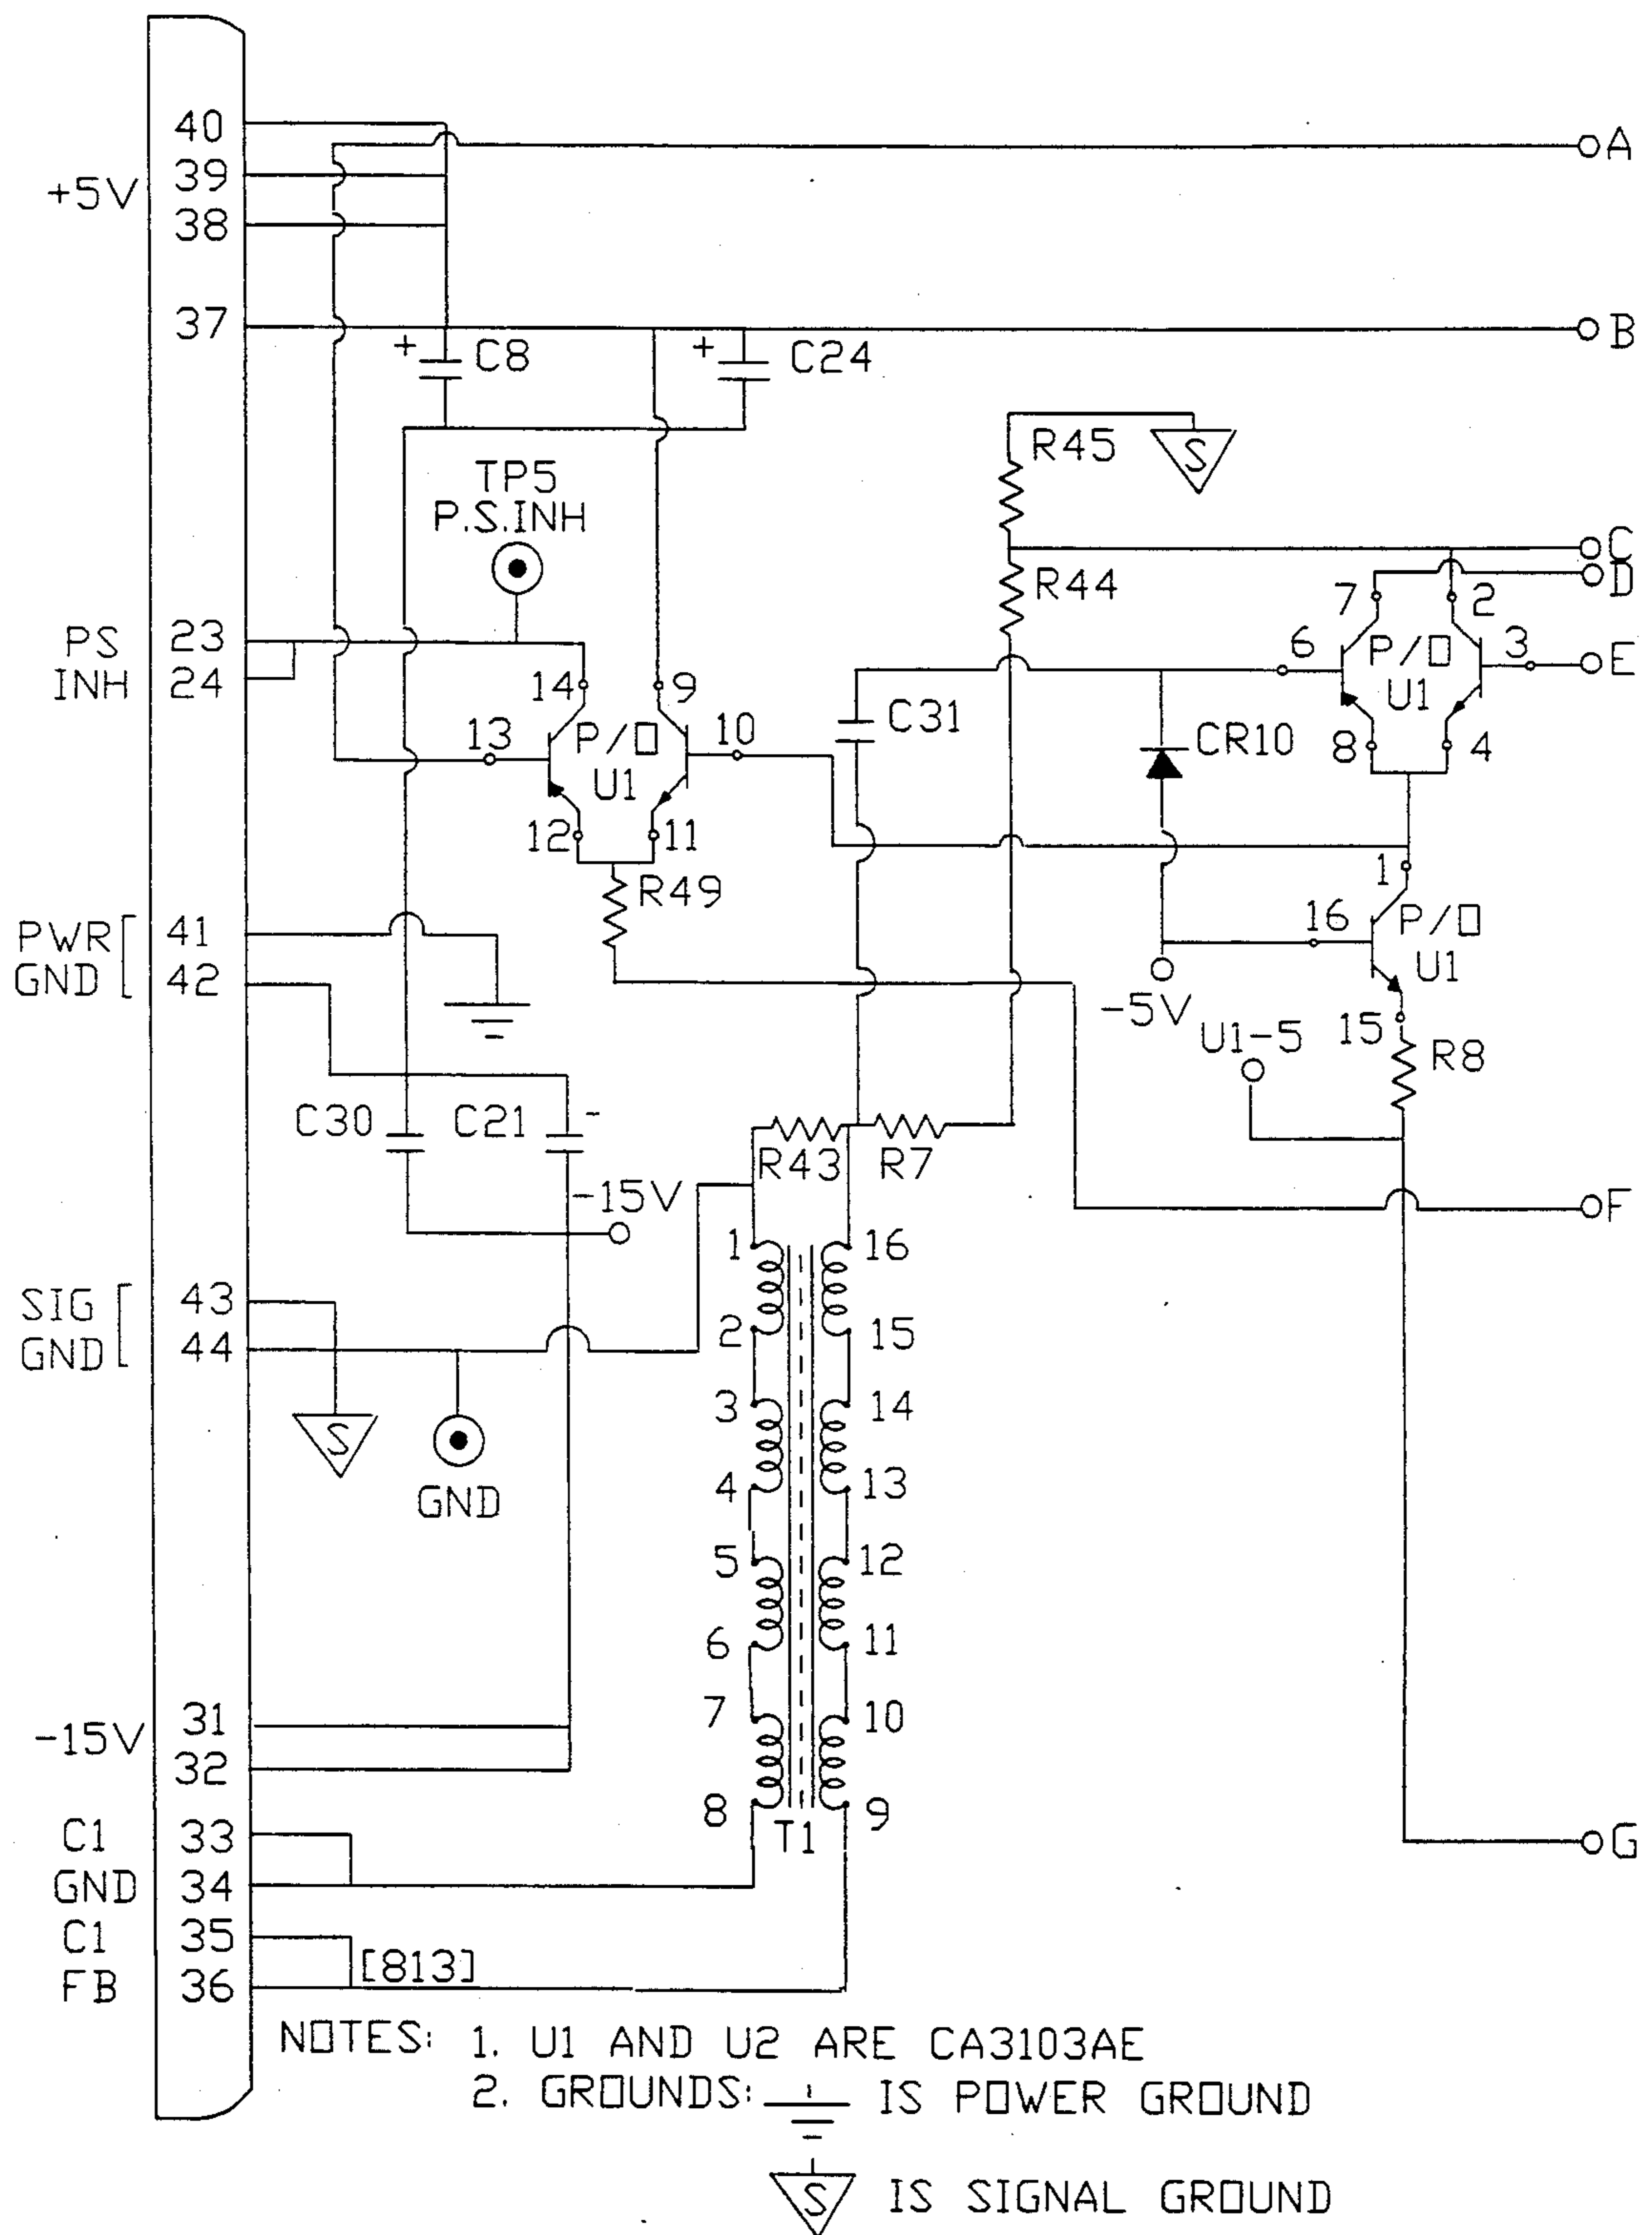 40
A
39
+5V
38
37
B
+ C8
+ C24
R45
S
TP5
P.S.INH
C
D
R44
7
2
PS
INH
23
24
6
P/O
U1
3
E
14
9
C31
13
P/O
U1
10
CR10
8
4
12
11
R49
1
PWR
GND
41
42
16
P/O
U1
-5V
U1-5
15
R8
C30
C21
-
R43
R7
-15V
F
1
16
SIG
GND
43
44
2
15
3
14
S
GND
4
13
5
12
6
11
-15V
31
32
7
10
8
9
T1
C1
GND
33
34
G
C1
FB
35
36
[813]
NOTES: 1. U1 AND U2 ARE CA3103AE
2. GROUNDS: IS POWER GROUND
S IS SIGNAL GROUND